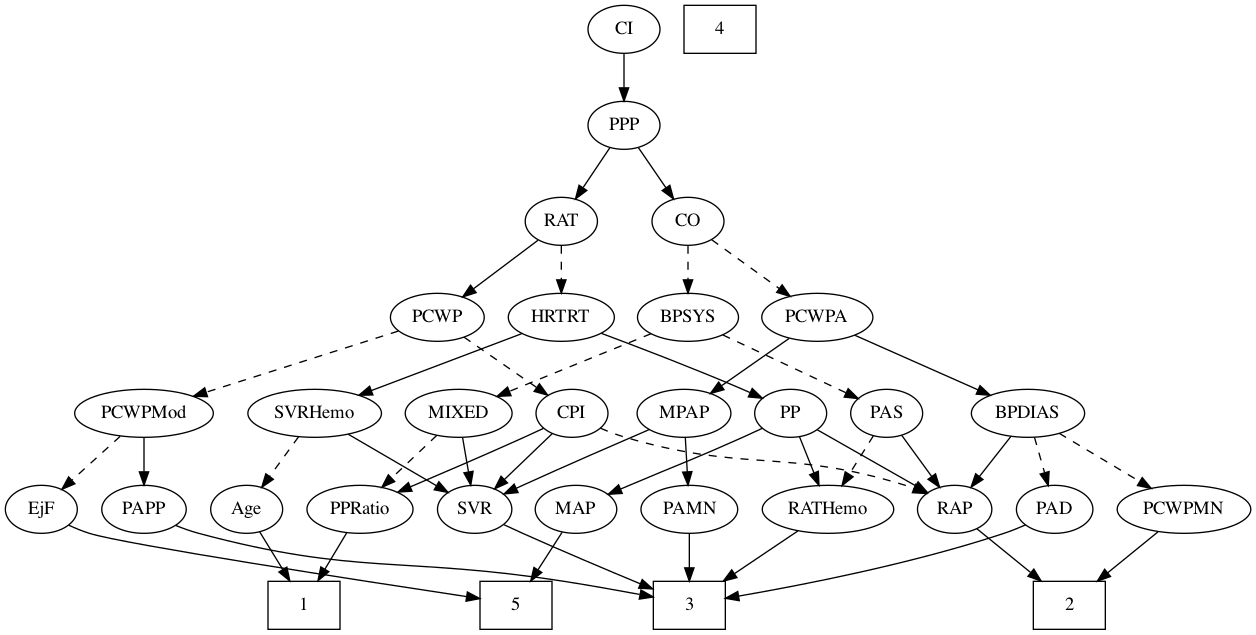 CI 4
PPP
RAT CO
PCWP HRTRT BPSYS PCWPA
PCWPMod SVRHemo MIXED CPI MPAP PP PAS BPDIAS
EjF PAPP Age PPRatio SVR MAP PAMN RATHemo RAP PAD PCWPMN
1 5 3 2